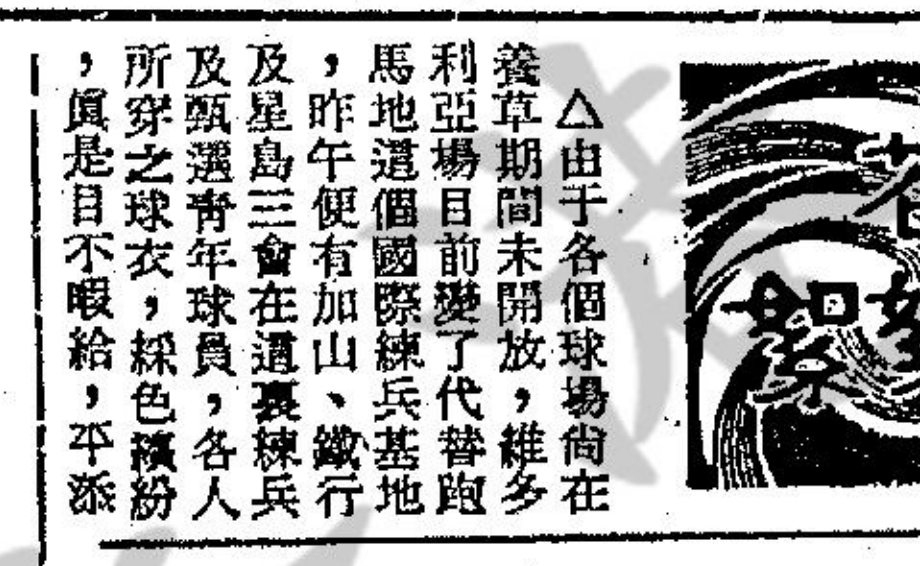 △由于各個球場尚在
養草期間未開放，維多
利亞場目前變了代替跑
馬地這個國際練兵基地
，昨午便有加山、鐵行
及星島三會在這裏練兵
及甄選靑年球員，各人
所穿之球衣，綵色繽紛
，眞是目不暇給，平添